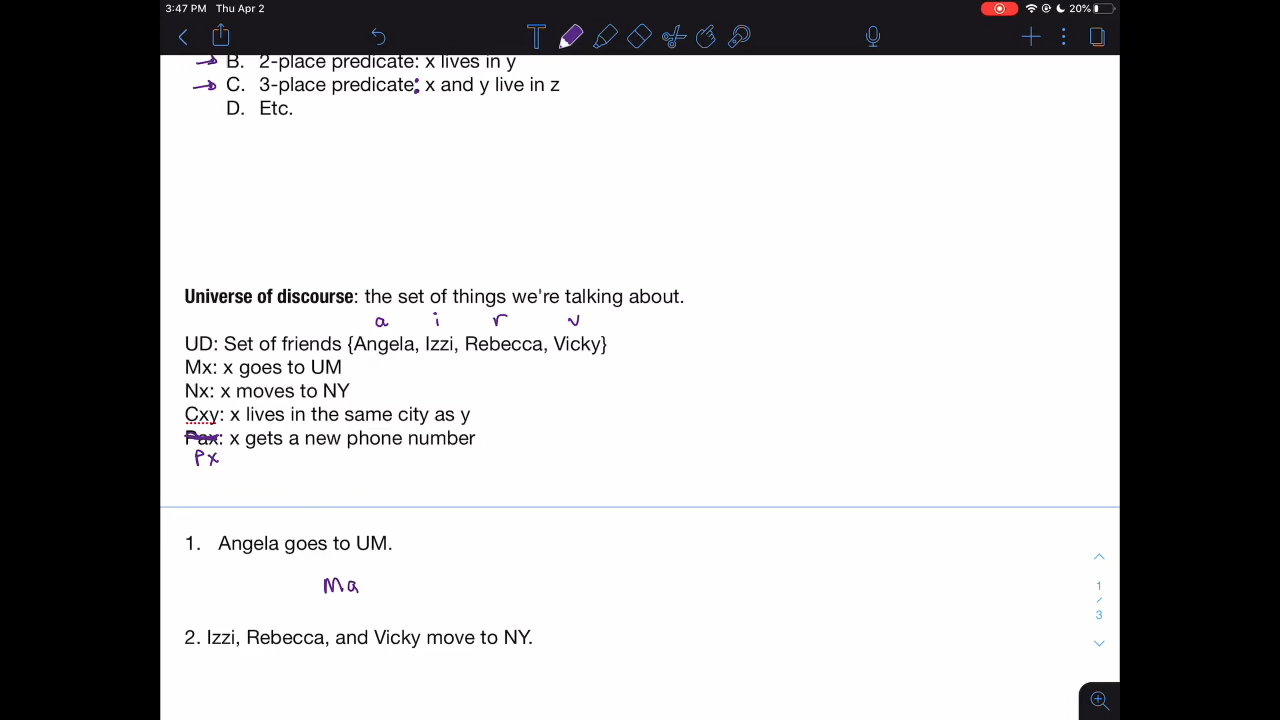 3:47 PM Thu Apr 2 20%
B. 2-place predicate: x lives in y
C. 3-place predicate: x and y live in z
D. Etc.
Universe of discourse: the set of things we're talking about.
a i r v
UD: Set of friends {Angela, Izzi, Rebecca, Vicky}
Mx: x goes to UM
Nx: x moves to NY
Cxy: x lives in the same city as y
Pax: x gets a new phone number
Px
1. Angela goes to UM.
Ma
2. Izzi, Rebecca, and Vicky move to NY.
1
/
3